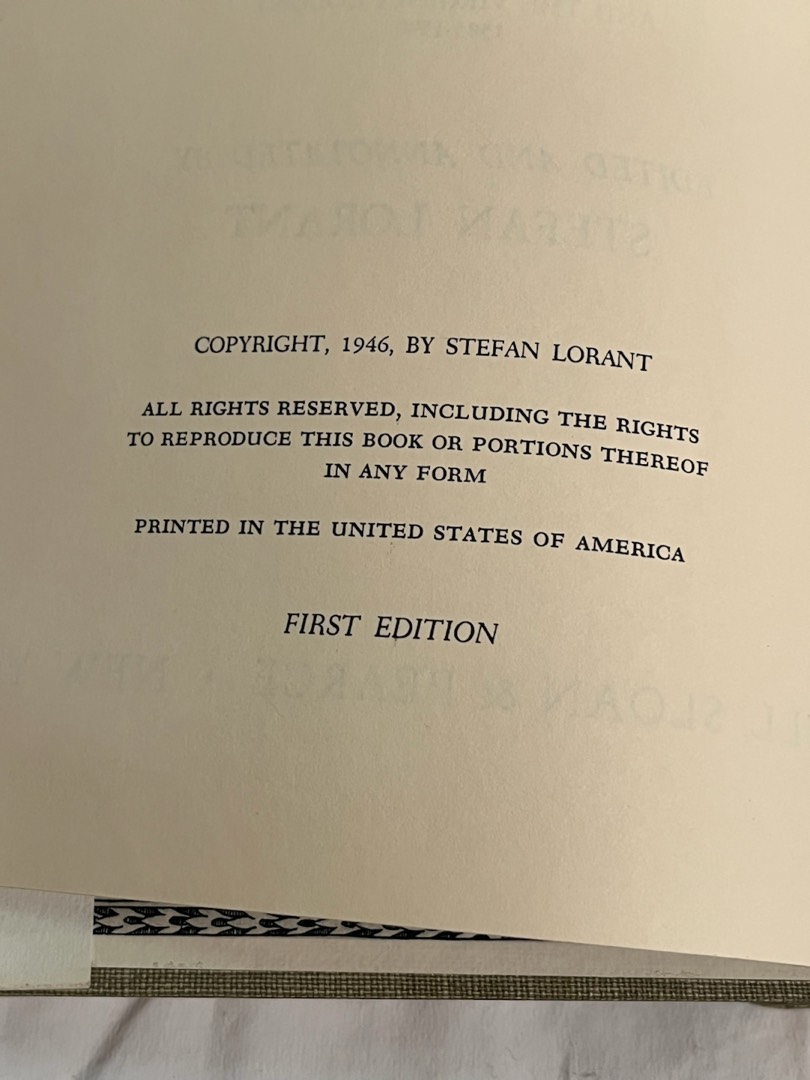 COPYRIGHT, 1946, BY STEFAN LORANT
ALL RIGHTS RESERVED, INCLUDING THE RIGHTS
TO REPRODUCE THIS BOOK OR PORTIONS THEREOF
IN ANY FORM
PRINTED IN THE UNITED STATES OF AMERICA
FIRST EDITION